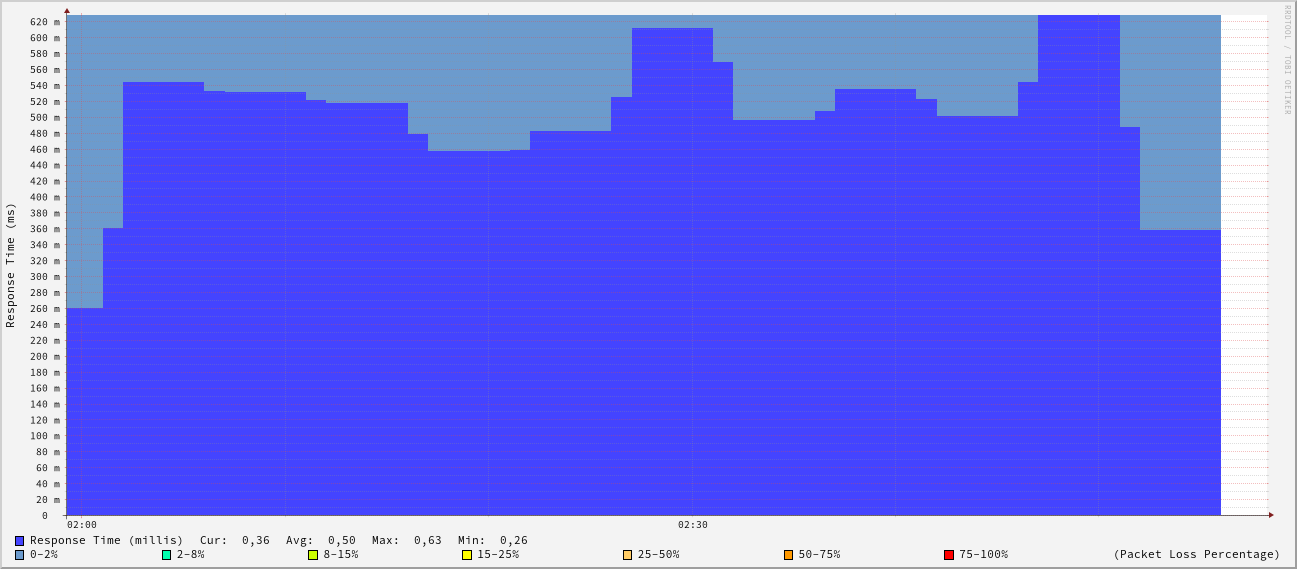 RRDTOOL / TOBI OETIKER
Response Time (ms)
620 m
600 m
580 m
560 m
540 m
520 m
500 m
480 m
460 m
440 m
420 m
400 m
380 m
360 m
340 m
320 m
300 m
280 m
260 m
240 m
220 m
200 m
180 m
160 m
140 m
120 m
100 m
80 m
60 m
40 m
20 m
0
02:00 02:30
Response Time (millis) Cur: 0,36 Avg: 0,50 Max: 0,63 Min: 0,26
0-2% 2-8% 8-15% 15-25% 25-50% 50-75% 75-100% (Packet Loss Percentage)